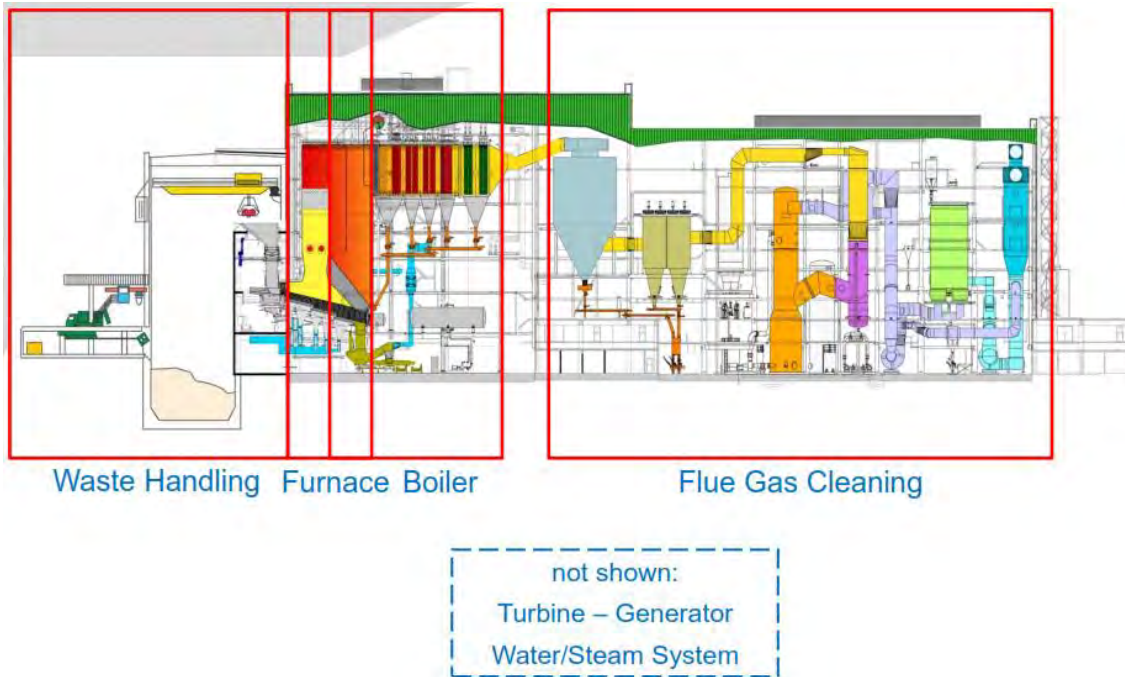 Waste Handling Furnace Boiler Flue Gas Cleaning
not shown:
Turbine – Generator
Water/Steam System